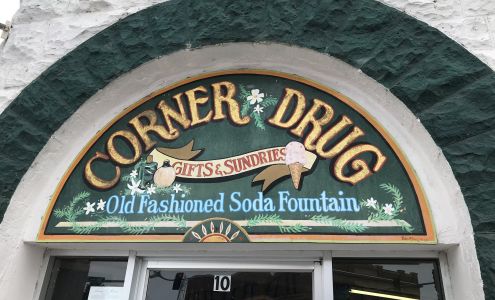 CORNER DRUG
GIFTS & SUNDRIES
Old Fashioned Soda Fountain
10